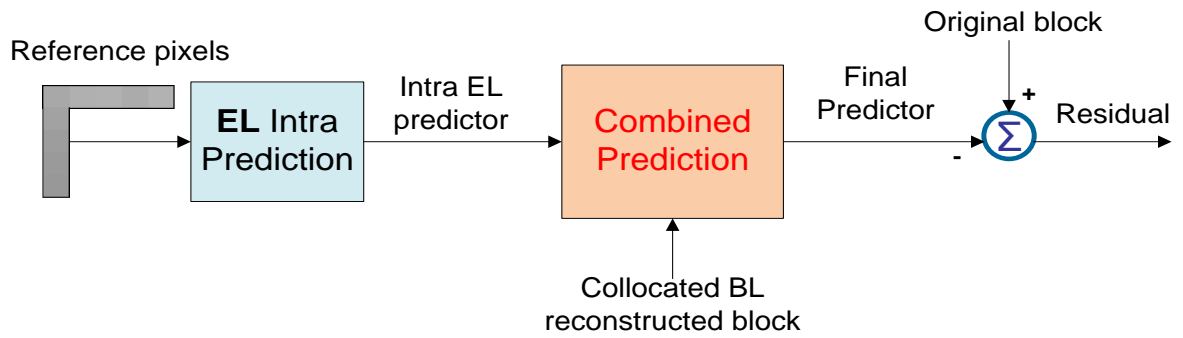 Reference pixels
EL Intra
Prediction
Intra EL
predictor
Combined
Prediction
Collocated BL
reconstructed block
Final
Predictor
Original block
+
-
Σ
Residual